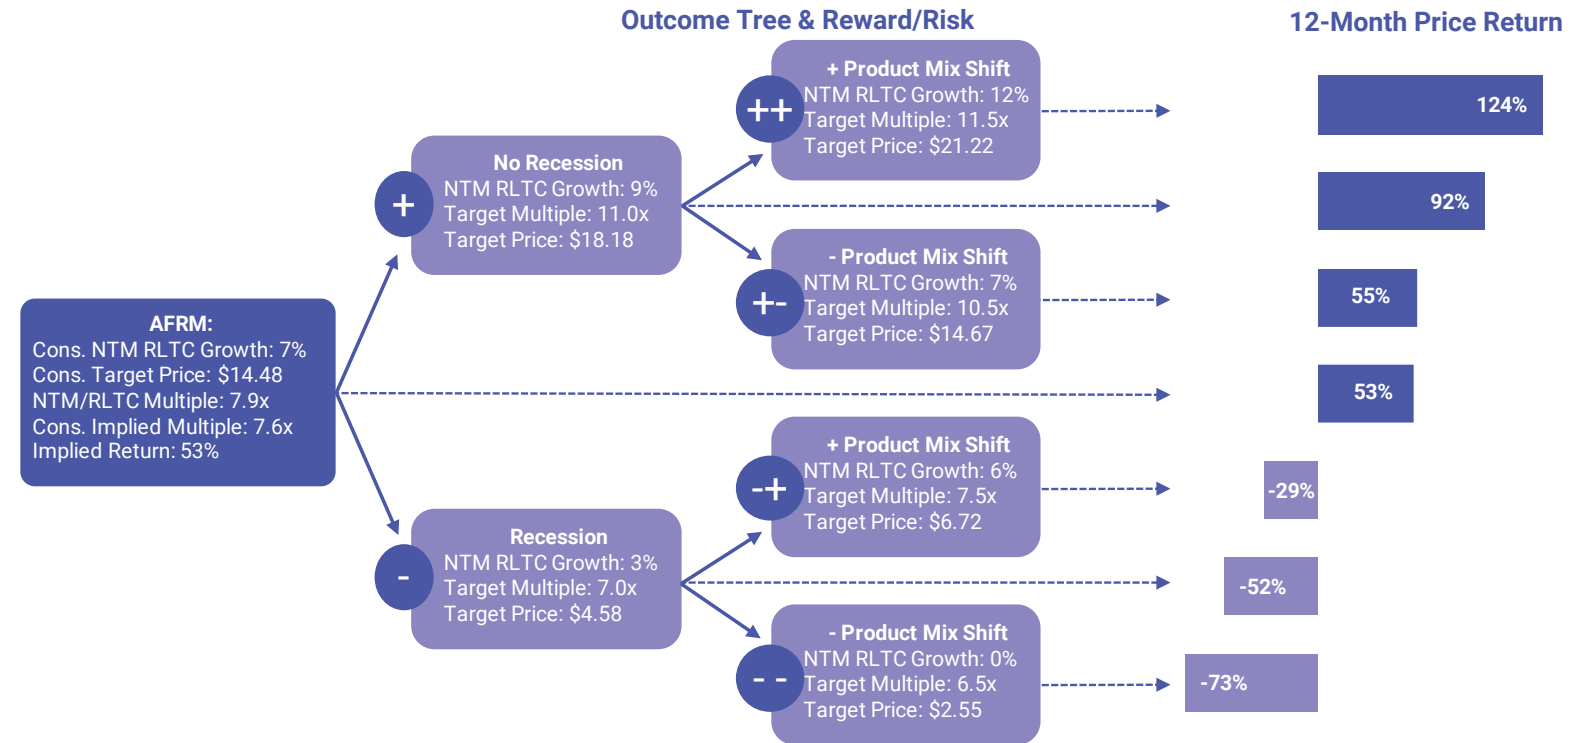 Outcome Tree & Reward/Risk
12-Month Price Return
+ Product Mix Shift
NTM RLTC Growth: 12%
Target Multiple: 11.5x
Target Price: $21.22
++
124%
No Recession
NTM RLTC Growth: 9%
Target Multiple: 11.0x
Target Price: $18.18
+
92%
- Product Mix Shift
NTM RLTC Growth: 7%
Target Multiple: 10.5x
Target Price: $14.67
+-
55%
AFRM:
Cons. NTM RLTC Growth: 7%
Cons. Target Price: $14.48
NTM/RLTC Multiple: 7.9x
Cons. Implied Multiple: 7.6x
Implied Return: 53%
53%
+ Product Mix Shift
NTM RLTC Growth: 6%
Target Multiple: 7.5x
Target Price: $6.72
-+
-29%
Recession
NTM RLTC Growth: 3%
Target Multiple: 7.0x
Target Price: $4.58
-
-52%
- Product Mix Shift
NTM RLTC Growth: 0%
Target Multiple: 6.5x
Target Price: $2.55
- -
-73%